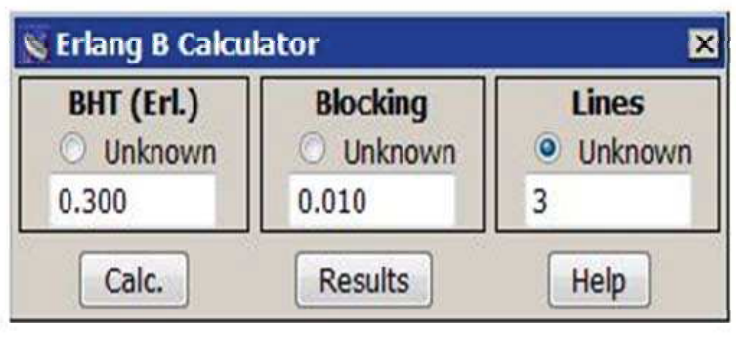 Erlang B Calculator
BHT (Erl.) Blocking Lines
Unknown Unknown Unknown
0.300 0.010 3
Calc. Results Help